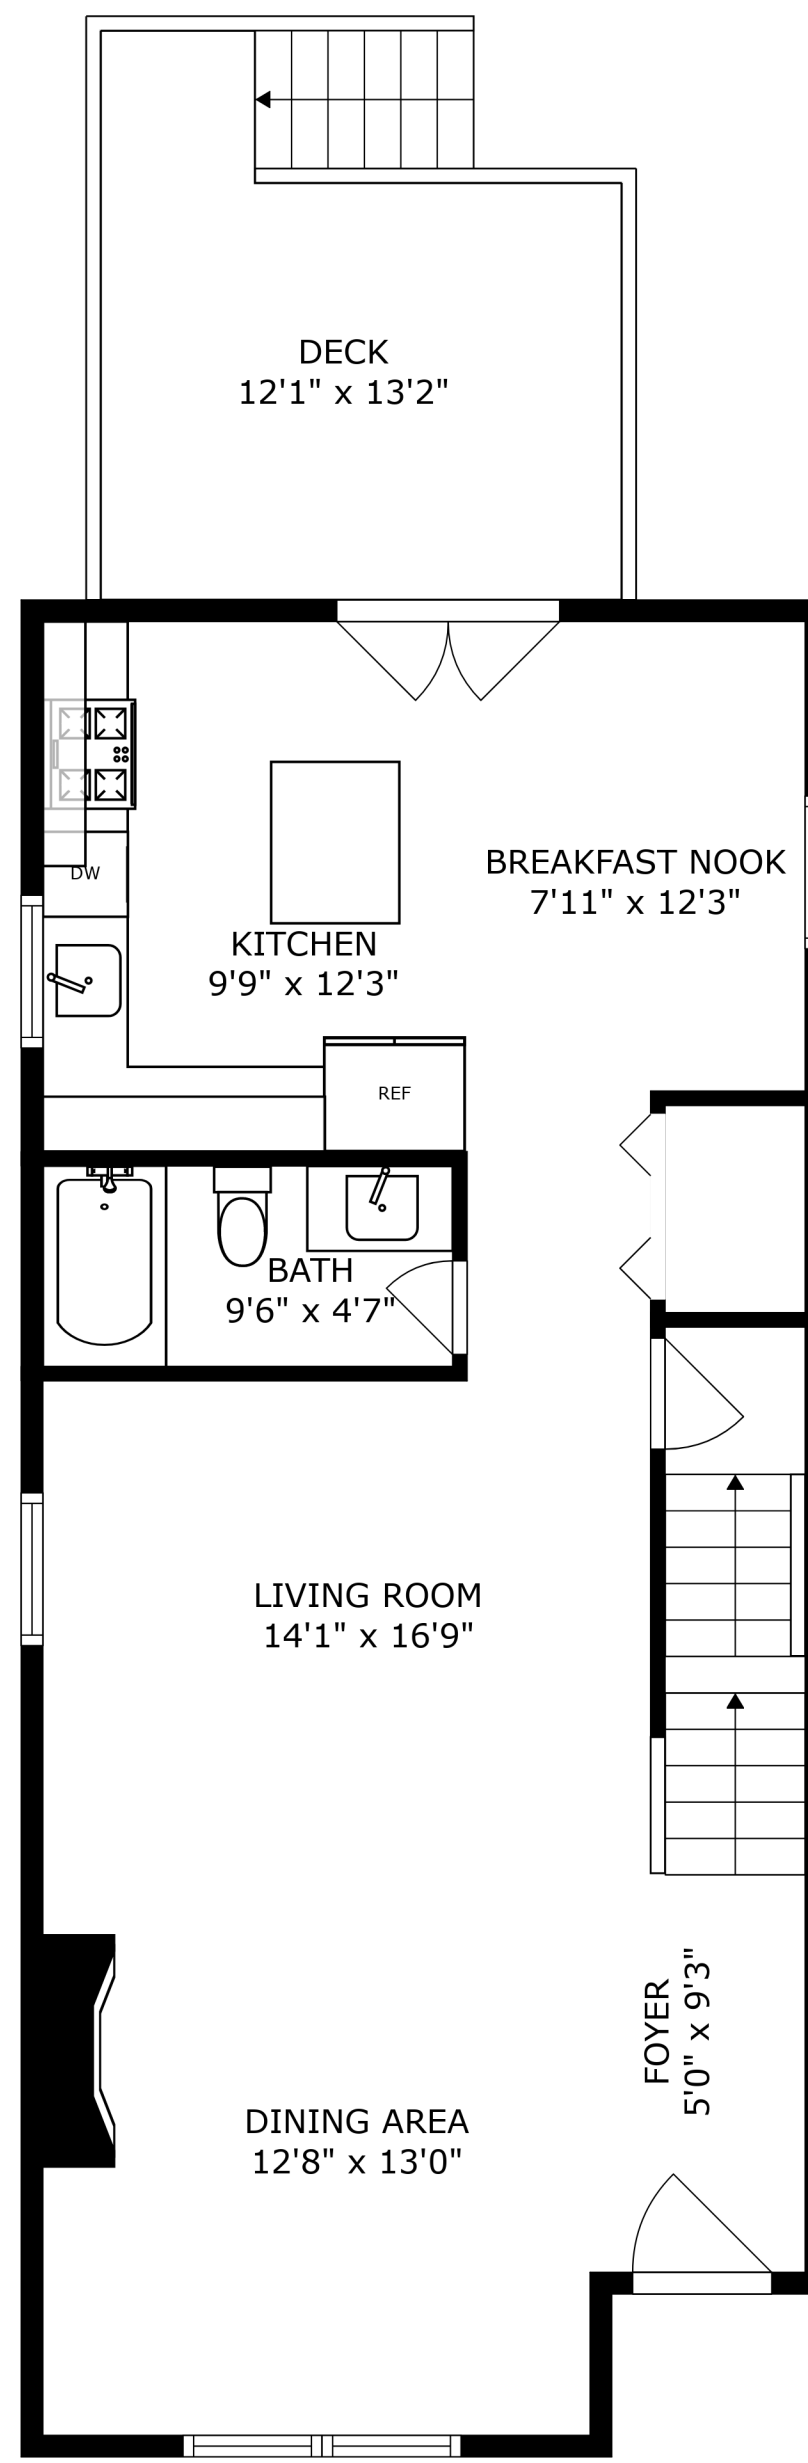 DECK
12'1" x 13'2"
BREAKFAST NOOK
7'11" x 12'3"
DW
KITCHEN
9'9" x 12'3"
REF
BATH
9'6" x 4'7"
LIVING ROOM
14'1" x 16'9"
FOYER
5'0" x 9'3"
DINING AREA
12'8" x 13'0"